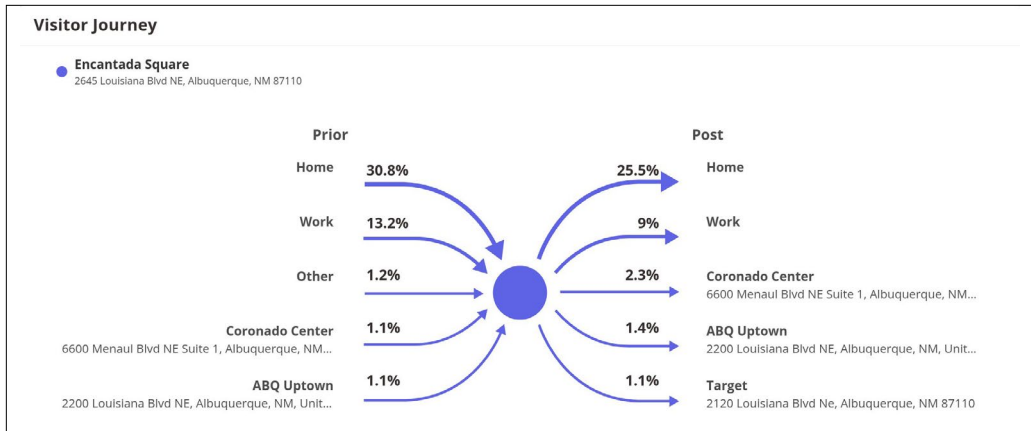 Visitor Journey
Encantada Square
2645 Louisiana Blvd NE, Albuquerque, NM 87110
Prior
Post
Home
30.8%
25.5%
Home
Work
13.2%
9%
Work
Other
1.2%
2.3%
Coronado Center
6600 Menaul Blvd NE Suite 1, Albuquerque, NM...
Coronado Center
6600 Menaul Blvd NE Suite 1, Albuquerque, NM...
1.1%
1.4%
ABQ Uptown
2200 Louisiana Blvd NE, Albuquerque, NM, Unit...
ABQ Uptown
2200 Louisiana Blvd NE, Albuquerque, NM, Unit...
1.1%
1.1%
Target
2120 Louisiana Blvd Ne, Albuquerque, NM 87110